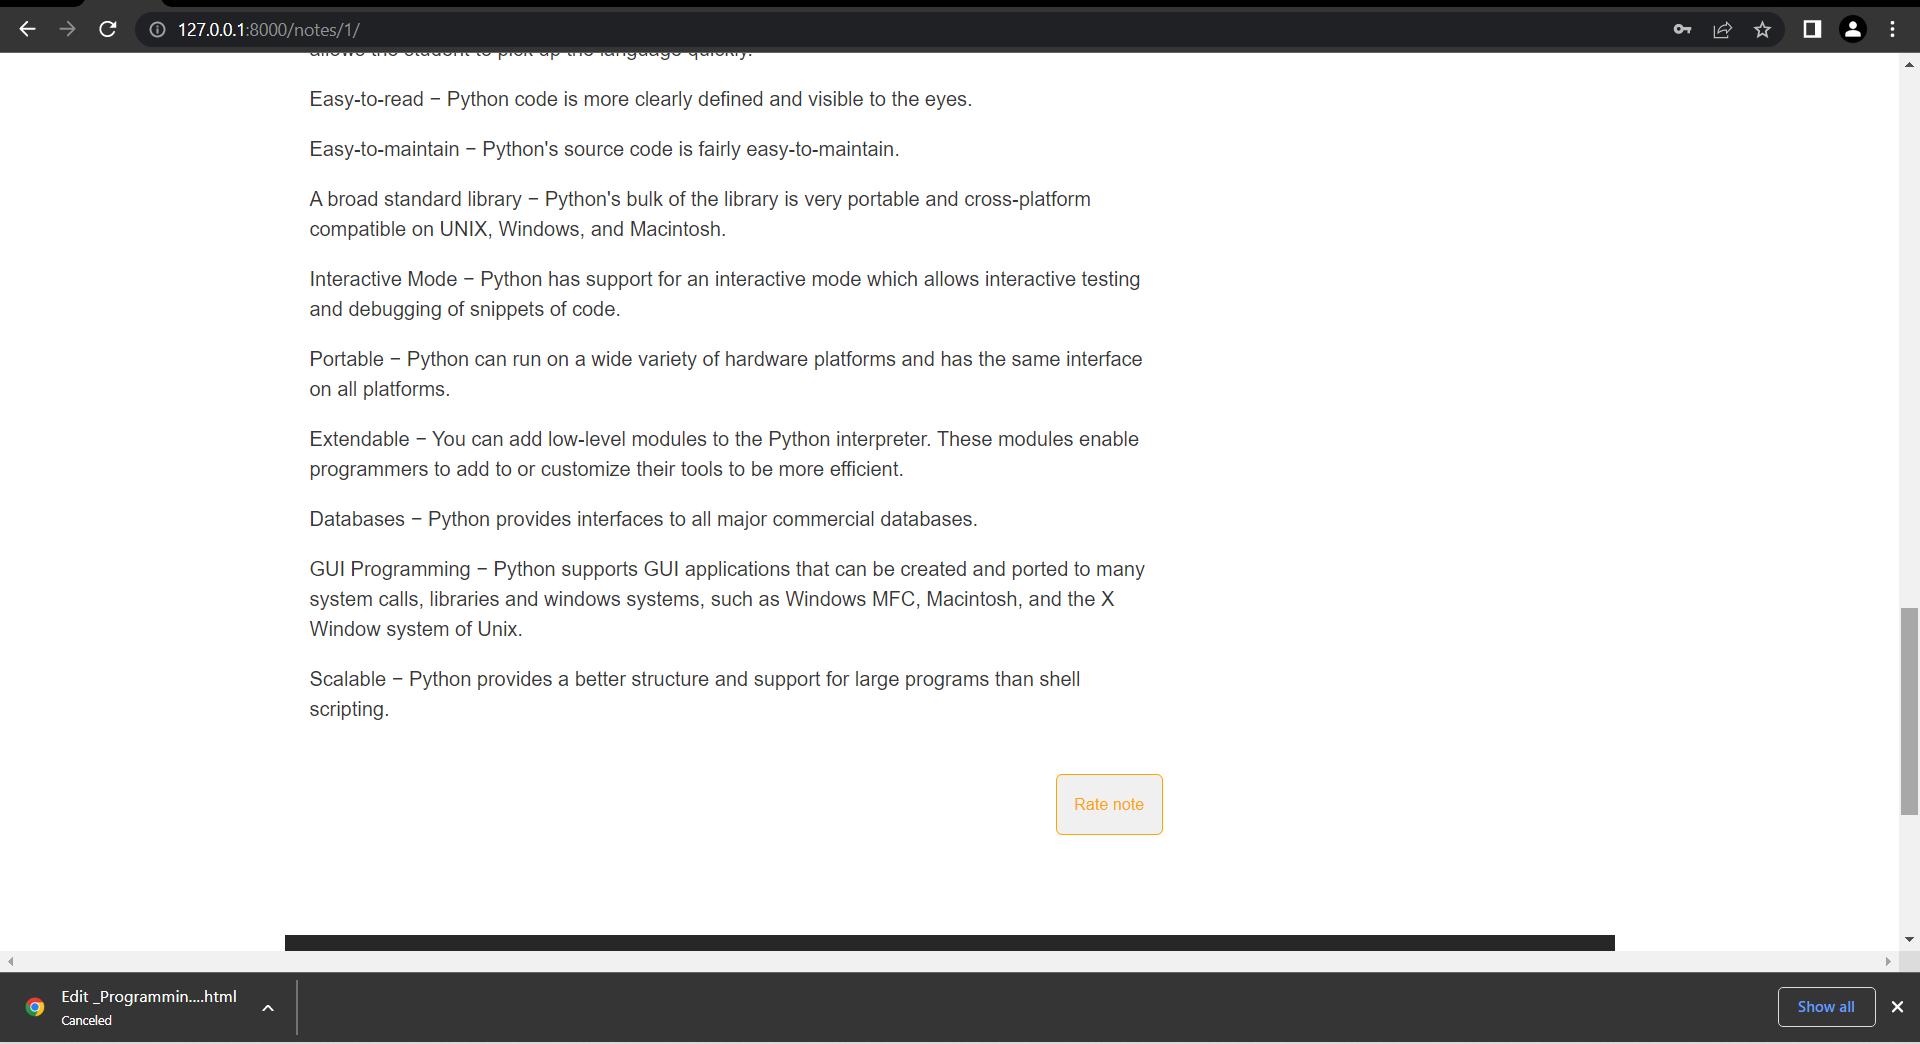 127.0.0.1:8000/notes/1/
allows the student to pick up the language quickly.
Easy-to-read − Python code is more clearly defined and visible to the eyes.
Easy-to-maintain − Python's source code is fairly easy-to-maintain.
A broad standard library − Python's bulk of the library is very portable and cross-platform
compatible on UNIX, Windows, and Macintosh.
Interactive Mode − Python has support for an interactive mode which allows interactive testing
and debugging of snippets of code.
Portable − Python can run on a wide variety of hardware platforms and has the same interface
on all platforms.
Extendable − You can add low-level modules to the Python interpreter. These modules enable
programmers to add to or customize their tools to be more efficient.
Databases − Python provides interfaces to all major commercial databases.
GUI Programming − Python supports GUI applications that can be created and ported to many
system calls, libraries and windows systems, such as Windows MFC, Macintosh, and the X
Window system of Unix.
Scalable − Python provides a better structure and support for large programs than shell
scripting.
Rate note
Edit _Programmin....html
Canceled
Show all